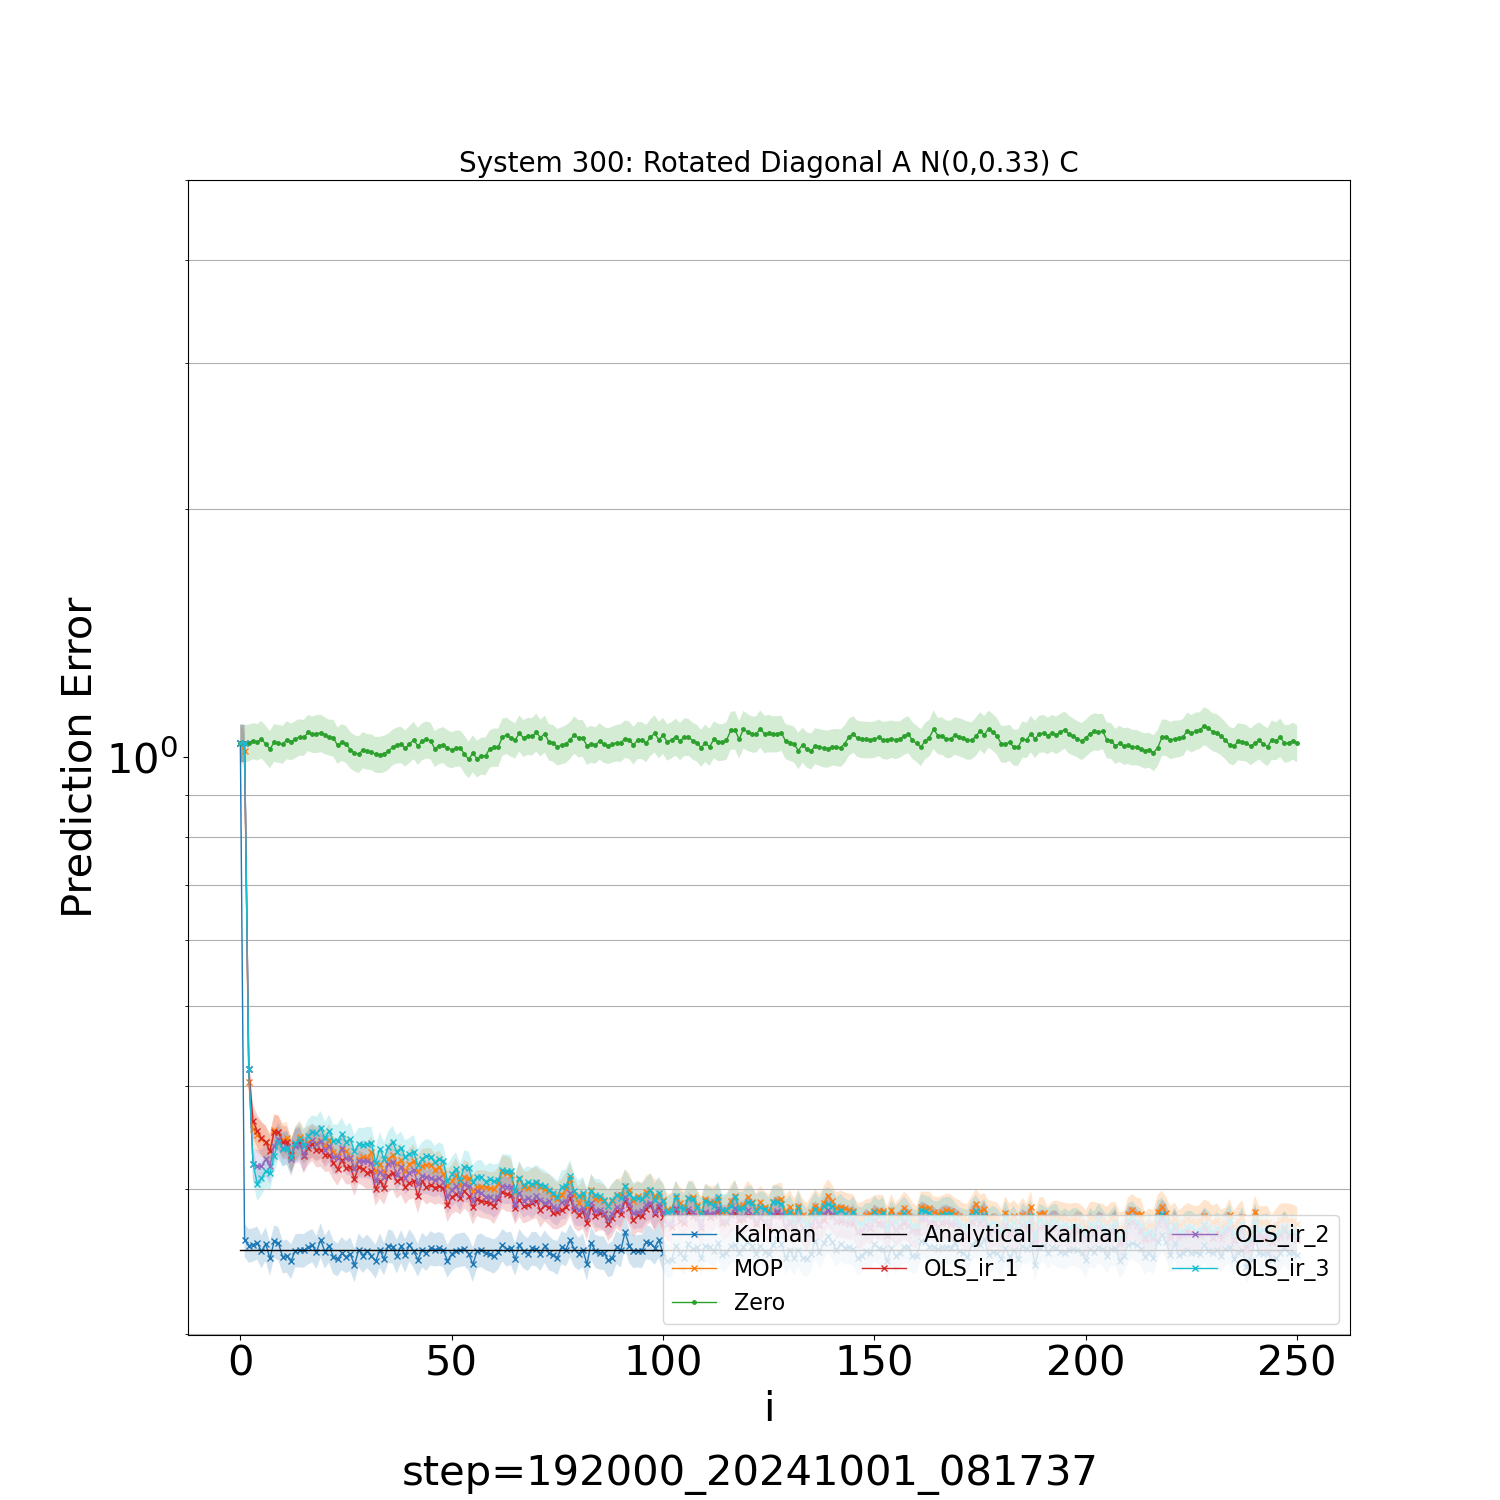 System 300: Rotated Diagonal A N(0,0.33) C
Prediction Error
10⁰
0 50 100 150 200 250
i
Kalman Analytical_Kalman OLS_ir_2
MOP OLS_ir_1 OLS_ir_3
Zero
step=192000_20241001_081737